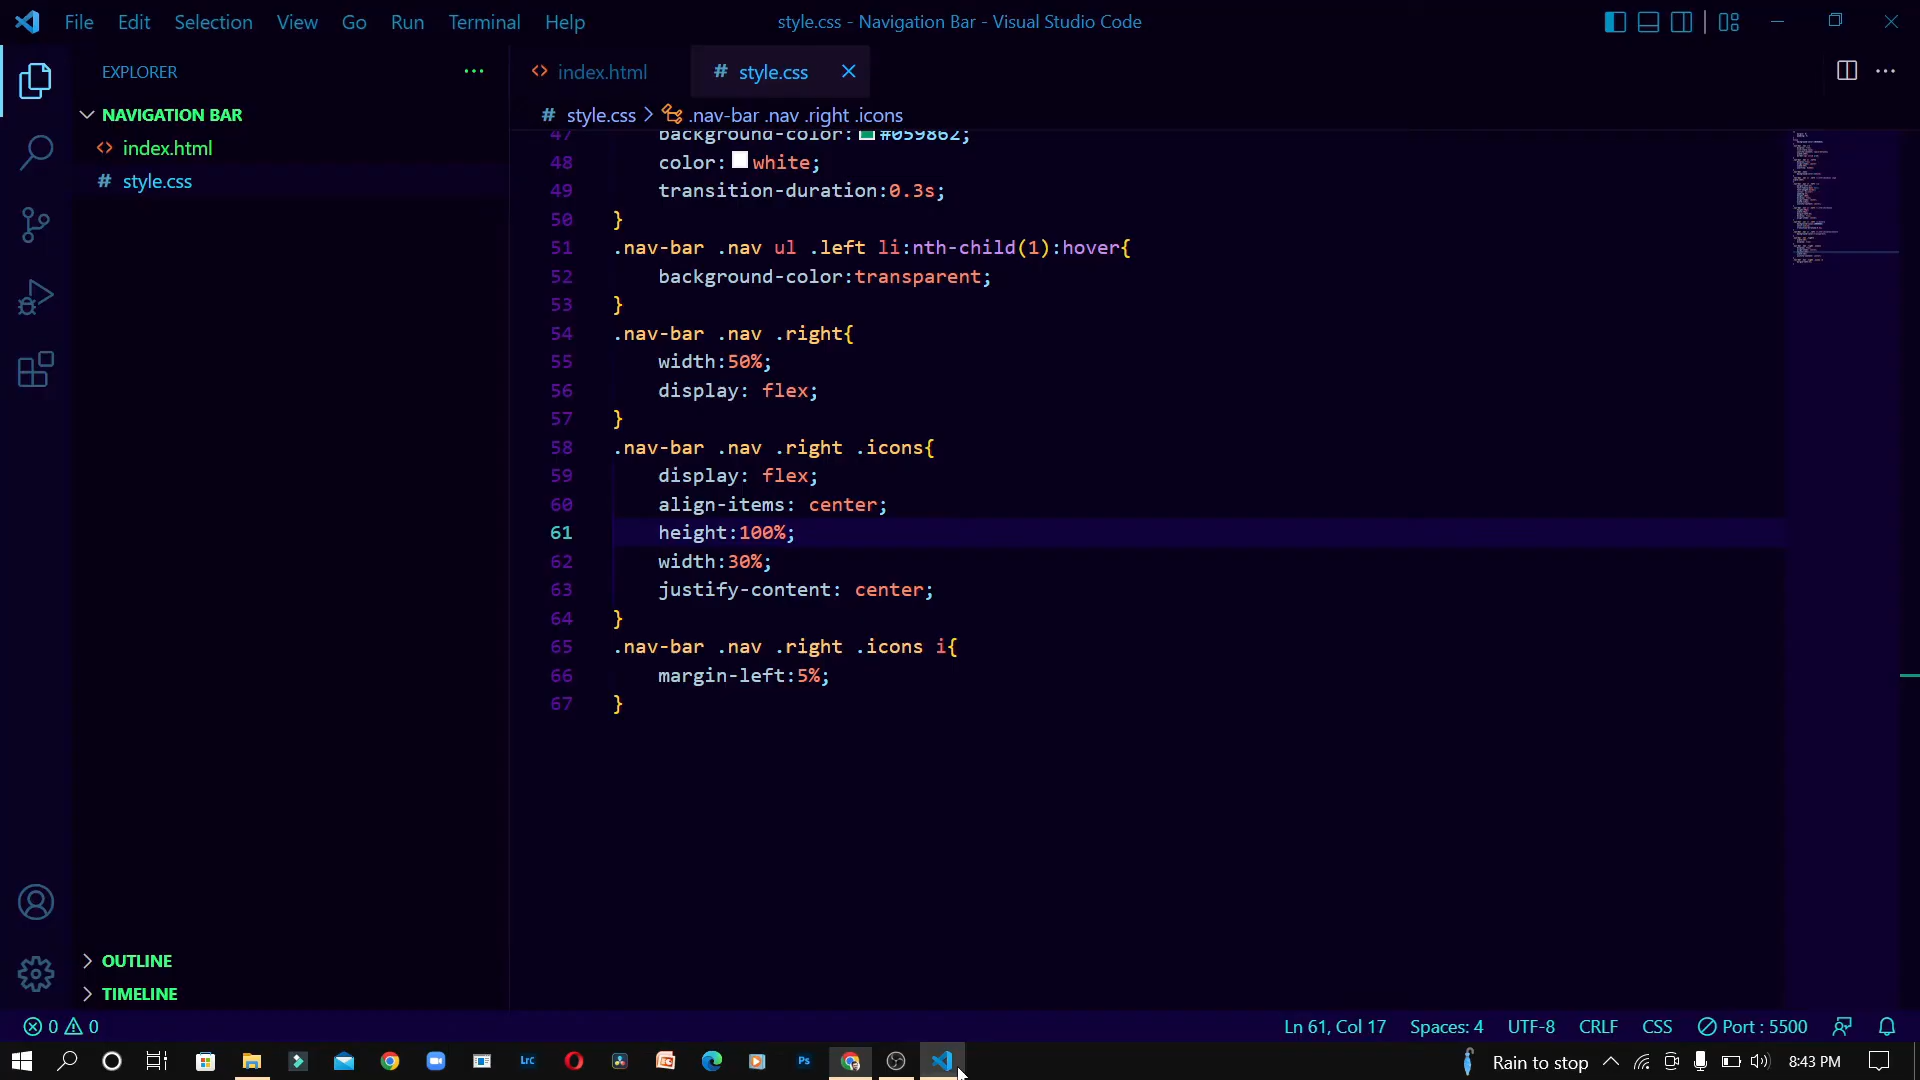 File Edit Selection View Go Run Terminal Help
style.css - Navigation Bar - Visual Studio Code
EXPLORER
NAVIGATION BAR
<> index.html
# style.css
OUTLINE
TIMELINE
<> index.html
# style.css
# style.css > .nav-bar .nav .right .icons
47 background-color: #059862;
48 color: white;
49 transition-duration:0.3s;
50 }
51 .nav-bar .nav ul .left li:nth-child(1):hover{
52 background-color:transparent;
53 }
54 .nav-bar .nav .right{
55 width:50%;
56 display: flex;
57 }
58 .nav-bar .nav .right .icons{
59 display: flex;
60 align-items: center;
61 height:100%;
62 width:30%;
63 justify-content: center;
64 }
65 .nav-bar .nav .right .icons i{
66 margin-left:5%;
67 }
0 0
Ln 61, Col 17 Spaces: 4 UTF-8 CRLF CSS Port : 5500
Lrc
Ps
Rain to stop
8:43 PM